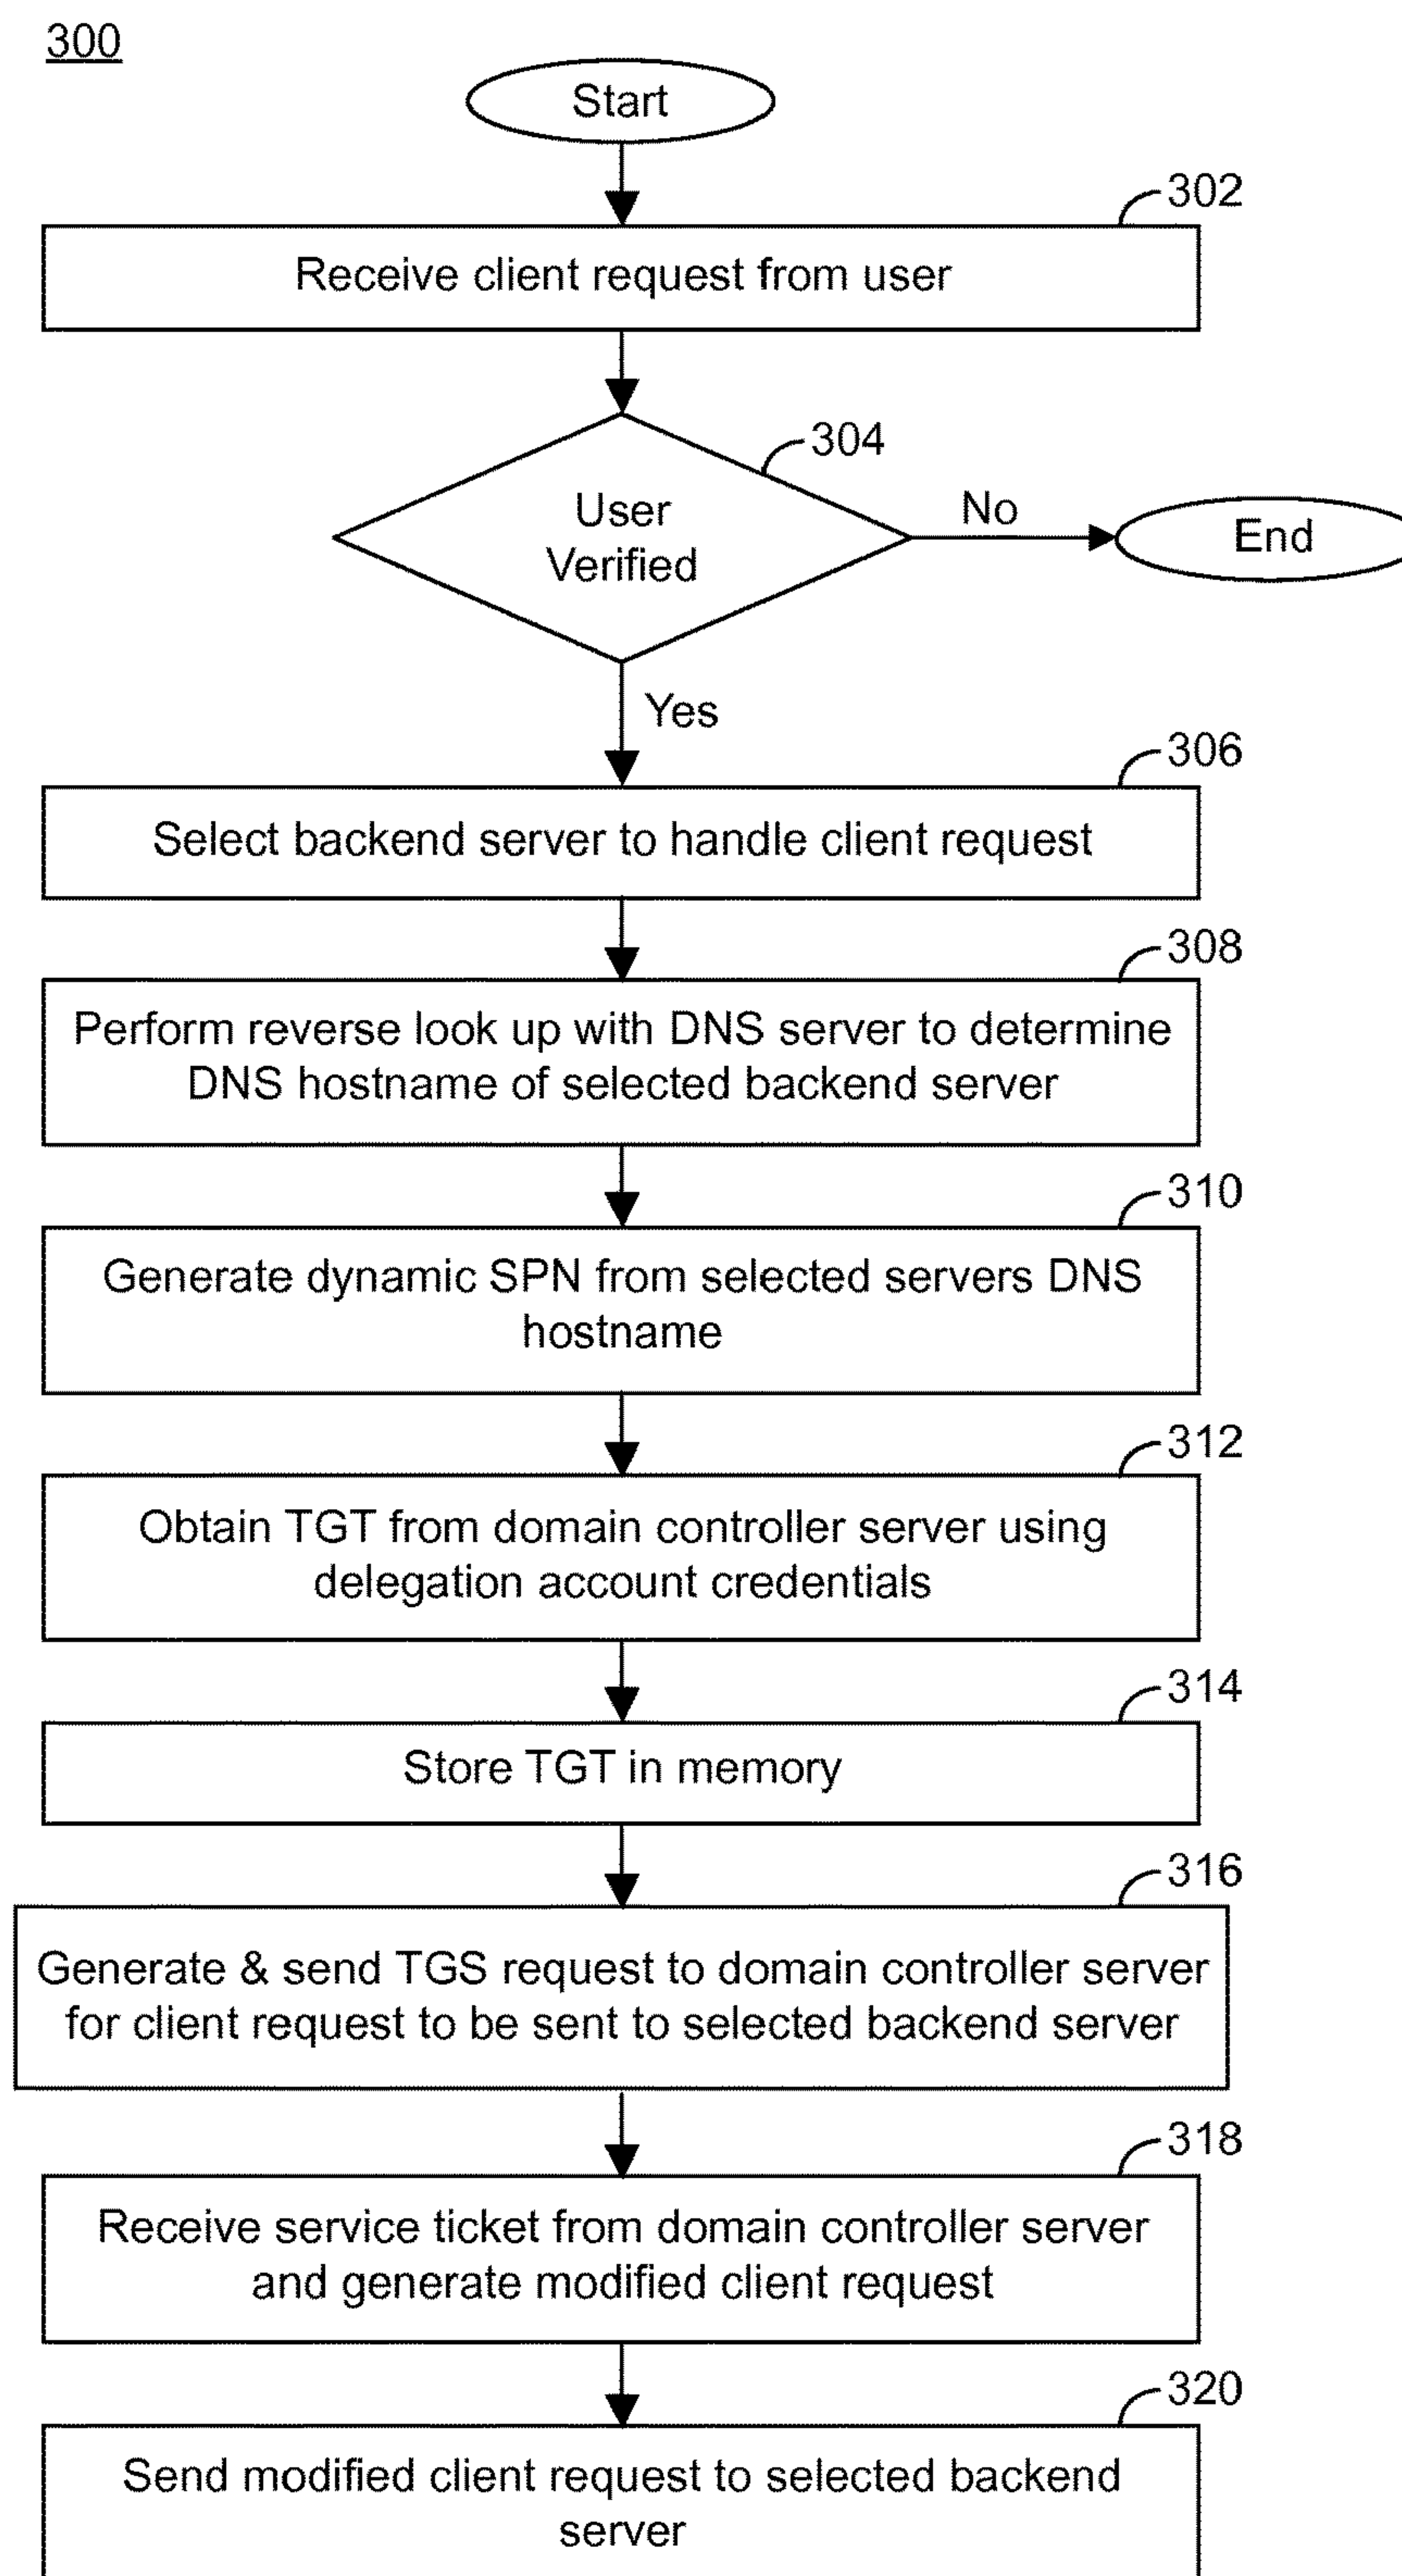 300
Start
302
Receive client request from user
304
User
Verified
No
End
Yes
306
Select backend server to handle client request
308
Perform reverse look up with DNS server to determine
DNS hostname of selected backend server
310
Generate dynamic SPN from selected servers DNS
hostname
312
Obtain TGT from domain controller server using
delegation account credentials
314
Store TGT in memory
316
Generate & send TGS request to domain controller server
for client request to be sent to selected backend server
318
Receive service ticket from domain controller server
and generate modified client request
320
Send modified client request to selected backend
server